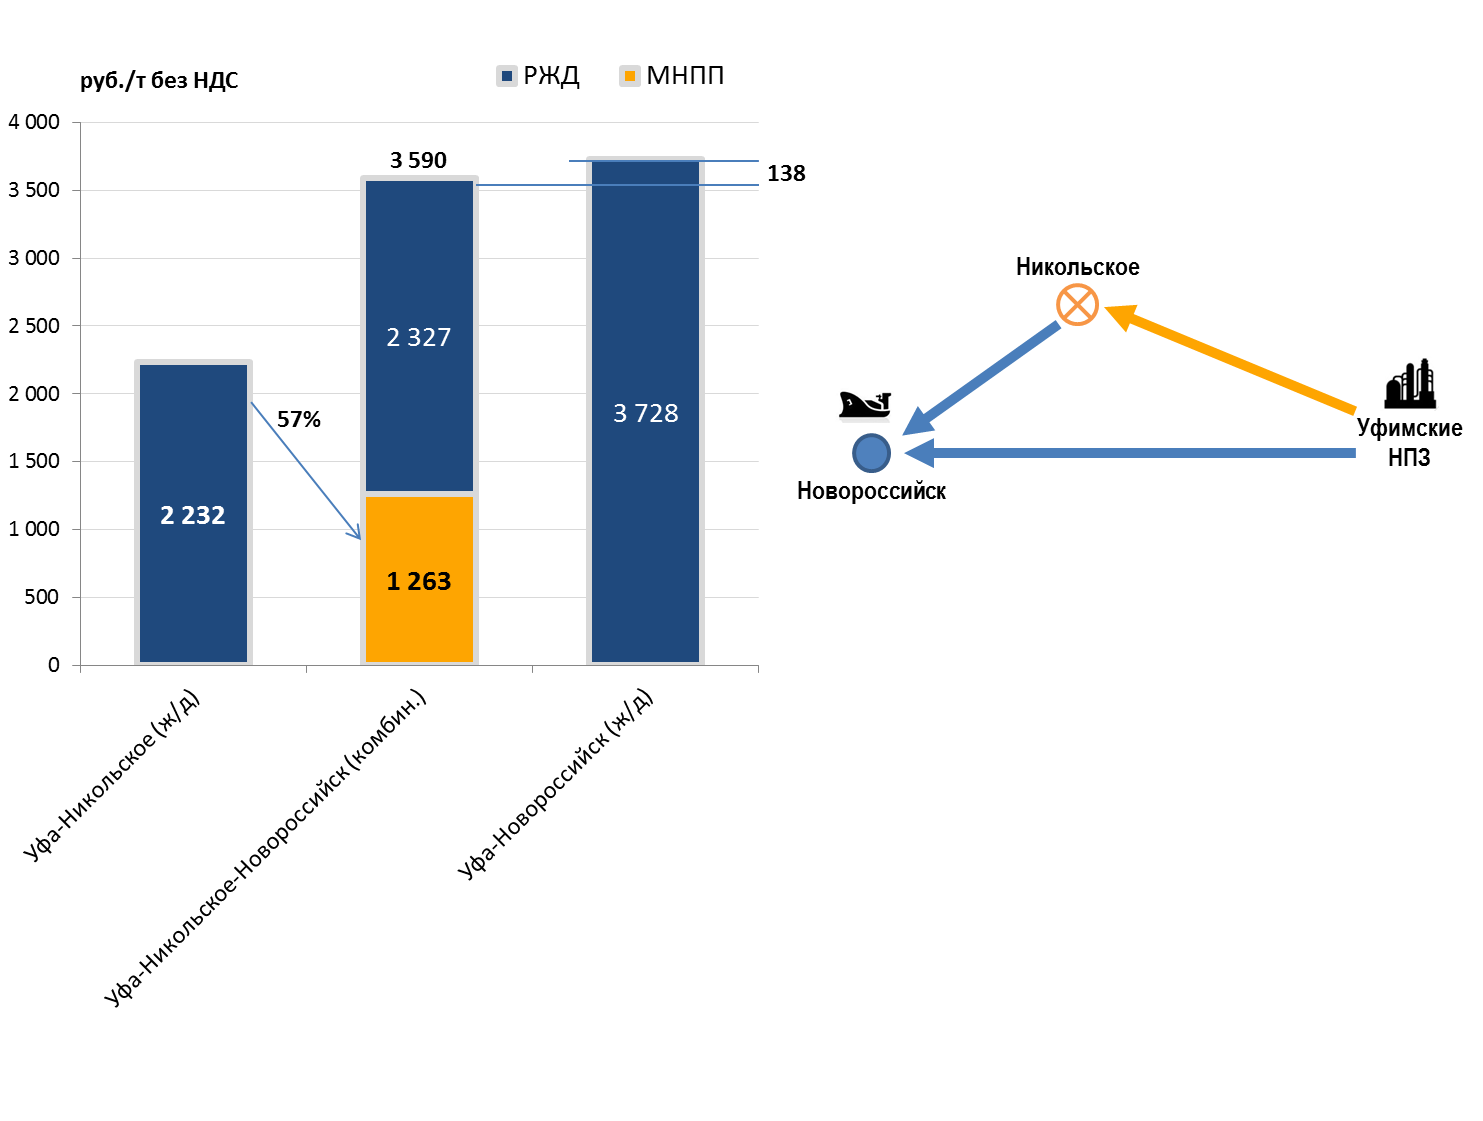 руб./т без НДС
РЖД
МНПП
4 000
3 500
3 000
2 500
2 000
1 500
1 000
500
0
3 590
138
2 327
3 728
57%
2 232
1 263
Уфа-Никольское (ж/д)
Уфа-Никольское-Новороссийск (комбин.)
Уфа-Новороссийск (ж/д)
Никольское
Уфимские
НПЗ
Новороссийск